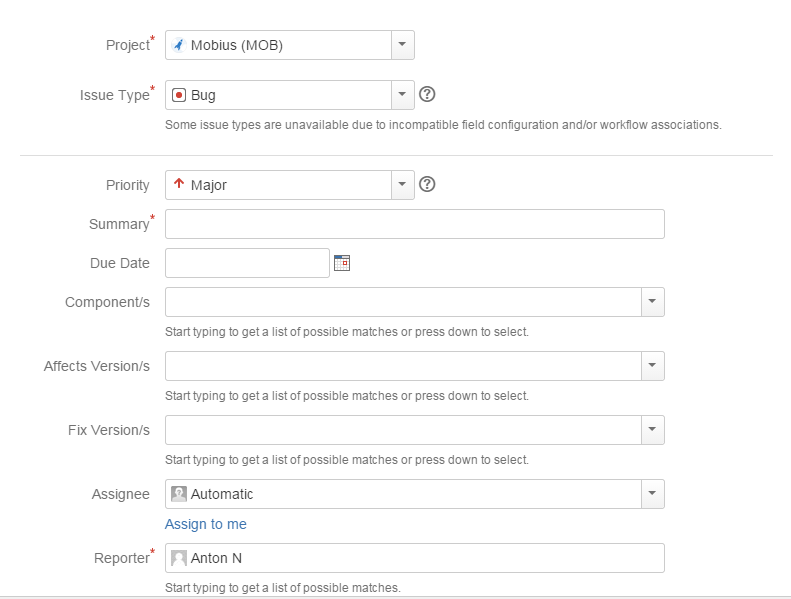 Project* Mobius (MOB)
Issue Type* Bug ?
Some issue types are unavailable due to incompatible field configuration and/or workflow associations.
Priority Major ?
Summary*
Due Date
Component/s
Start typing to get a list of possible matches or press down to select.
Affects Version/s
Start typing to get a list of possible matches or press down to select.
Fix Version/s
Start typing to get a list of possible matches or press down to select.
Assignee Automatic
Assign to me
Reporter* Anton N
Start typing to get a list of possible matches.